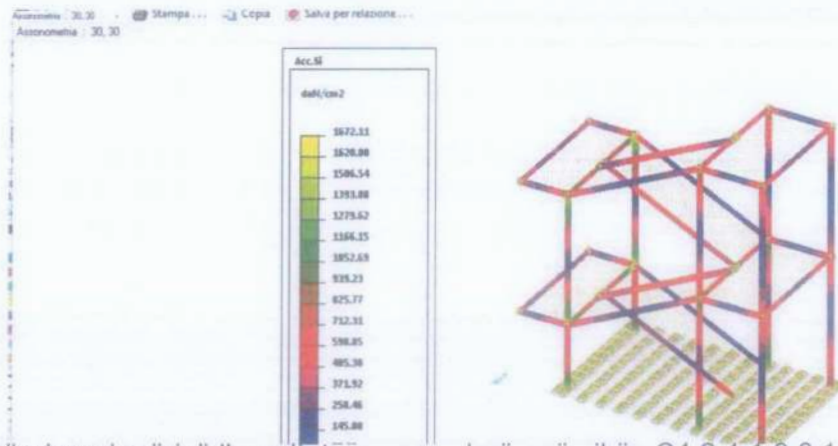 Assonometria : 30, 30
Stampa ...
Copia
Salva per relazione ...
Assonometria : 30, 30
Acc.Si
daN/cm2
1672.11
1620.00
1506.54
1393.08
1279.62
1166.15
1052.69
939.23
825.77
712.31
598.85
485.38
371.92
258.46
145.00